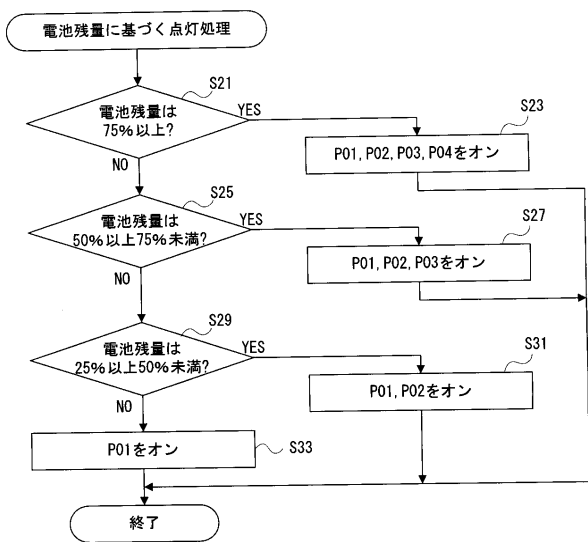 電池残量に基づく点灯処理
S21
電池残量は
75%以上?
YES
NO
S23
P01, P02, P03, P04をオン
S25
電池残量は
50%以上75%未満?
YES
NO
S27
P01, P02, P03をオン
S29
電池残量は
25%以上50%未満?
YES
NO
S31
P01, P02をオン
P01をオン
S33
終了